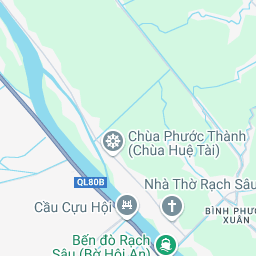 Chùa Phước Thành
(Chùa Huệ Tài)
QL80B
Nhà Thờ Rạch Sâu
Cầu Cựu Hội
BÌNH PHƯ
XUÂN
Bến đò Rạch
Sâu (Bờ Hội An)